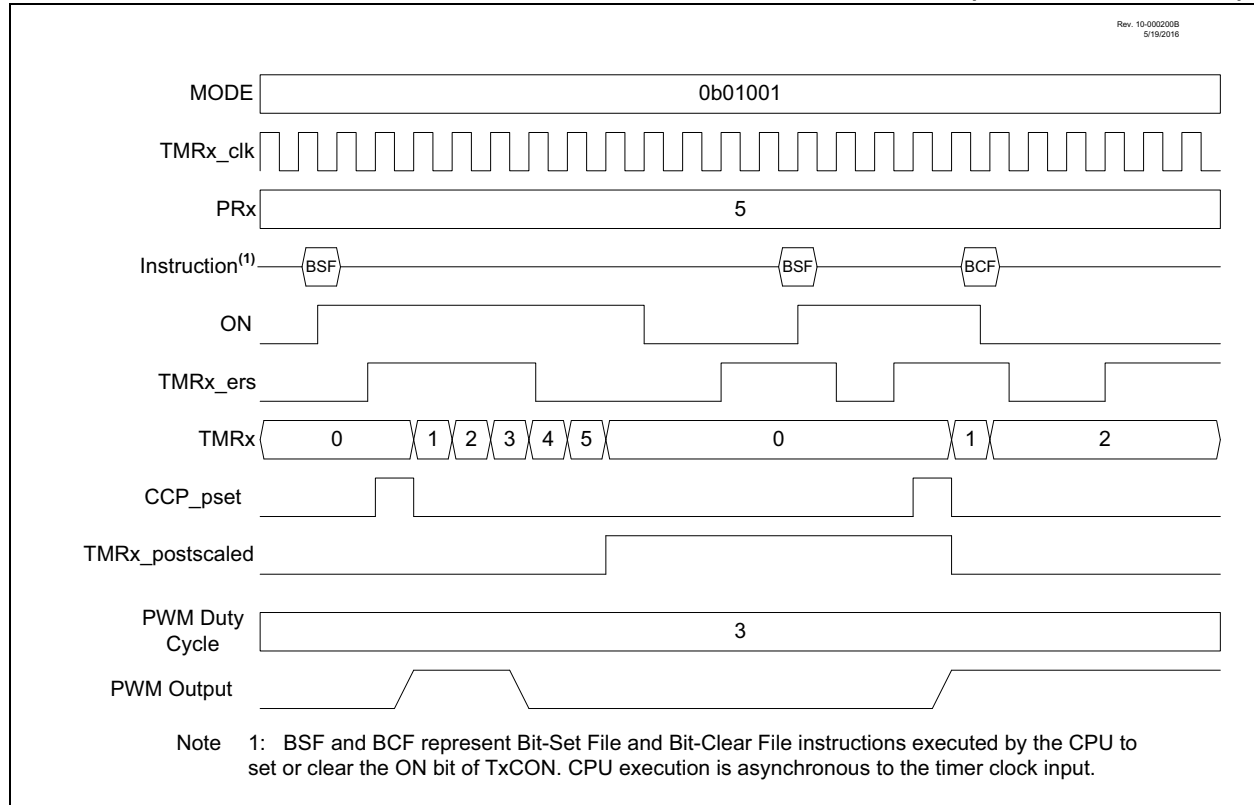 Rev. 10-000200B
5/19/2016
MODE 0b01001
TMRx_clk
PRx 5
Instruction(1) BSF BSF BCF
ON
TMRx_ers
TMRx 0 1 2 3 4 5 0 1 2
CCP_pset
TMRx_postscaled
PWM Duty
Cycle 3
PWM Output
Note 1: BSF and BCF represent Bit-Set File and Bit-Clear File instructions executed by the CPU to
set or clear the ON bit of TxCON. CPU execution is asynchronous to the timer clock input.